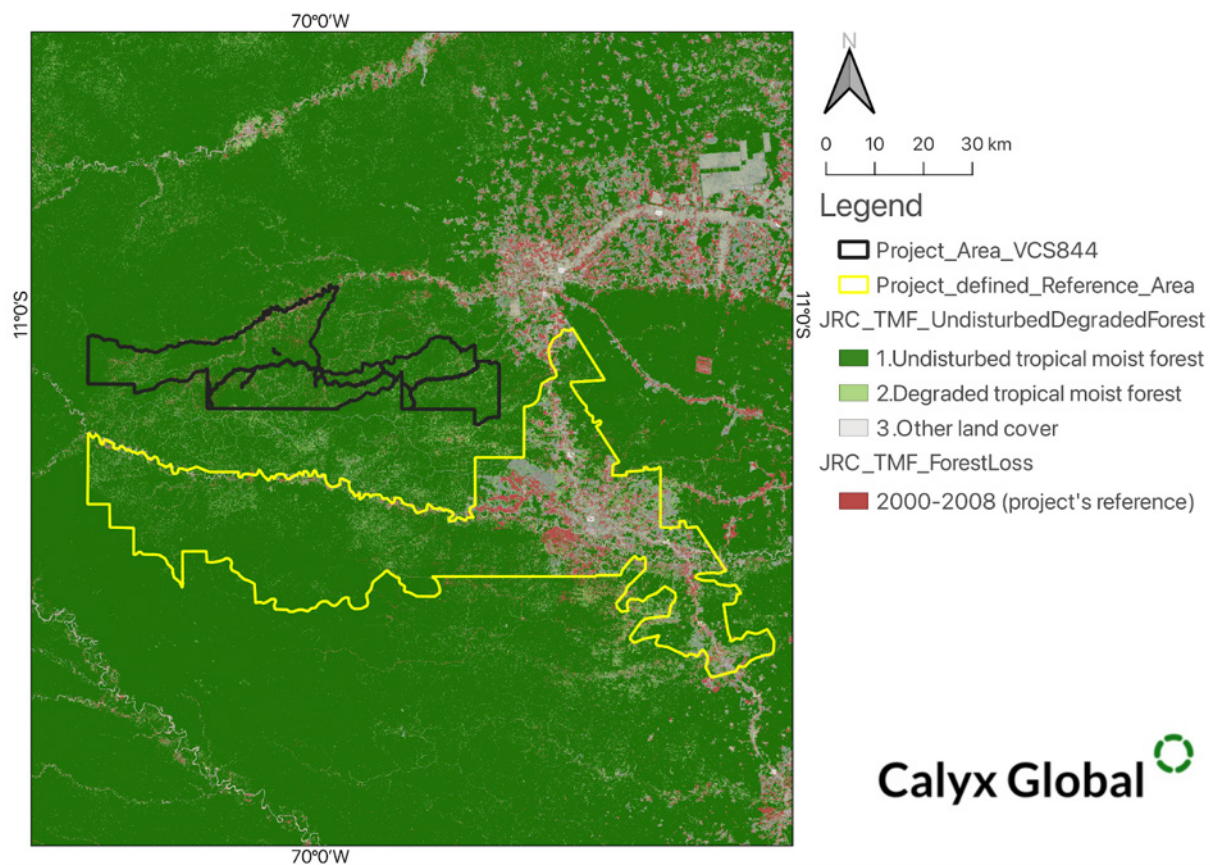 70°0'W
N
0 10 20 30 km
Legend
Project_Area_VCS844
Project_defined_Reference_Area
JRC_TMF_UndisturbedDegradedForest
1.Undisturbed tropical moist forest
2.Degraded tropical moist forest
3.Other land cover
JRC_TMF_ForestLoss
2000-2008 (project's reference)
11°0'S
11°0'S
Calyx Global
70°0'W